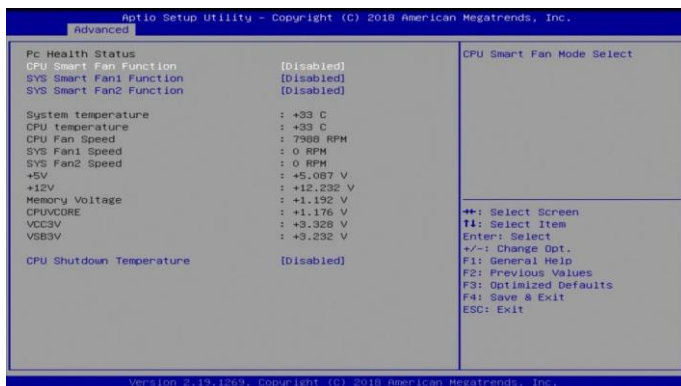 Aptio Setup Utility – Copyright (C) 2018 American Megatrends, Inc.
Advanced
Pc Health Status
CPU Smart Fan Function [Disabled]
SYS Smart Fan1 Function [Disabled]
SYS Smart Fan2 Function [Disabled]
System temperature : +33 C
CPU temperature : +33 C
CPU Fan Speed : 7988 RPM
SYS Fan1 Speed : 0 RPM
SYS Fan2 Speed : 0 RPM
+5V : +5.087 V
+12V : +12.232 V
Memory Voltage : +1.192 V
CPUVCORE : +1.176 V
VCC3V : +3.328 V
VSB3V : +3.232 V
CPU Shutdown Temperature [Disabled]
CPU Smart Fan Mode Select
→←: Select Screen
↑↓: Select Item
Enter: Select
+/-: Change Opt.
F1: General Help
F2: Previous Values
F3: Optimized Defaults
F4: Save & Exit
ESC: Exit
Version 2.19.1269. Copyright (C) 2018 American Megatrends, Inc.